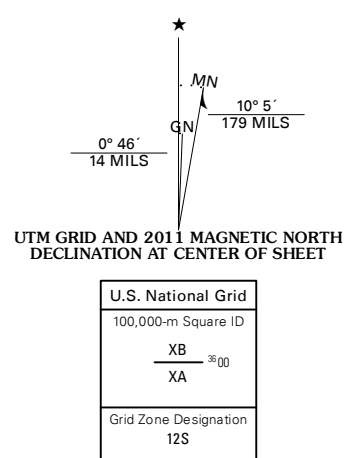 ★
MN
GN
10° 5´
179 MILS
0° 46´
14 MILS
UTM GRID AND 2011 MAGNETIC NORTH
DECLINATION AT CENTER OF SHEET
U.S. National Grid
100,000-m Square ID
XB
3600
XA
Grid Zone Designation
12S